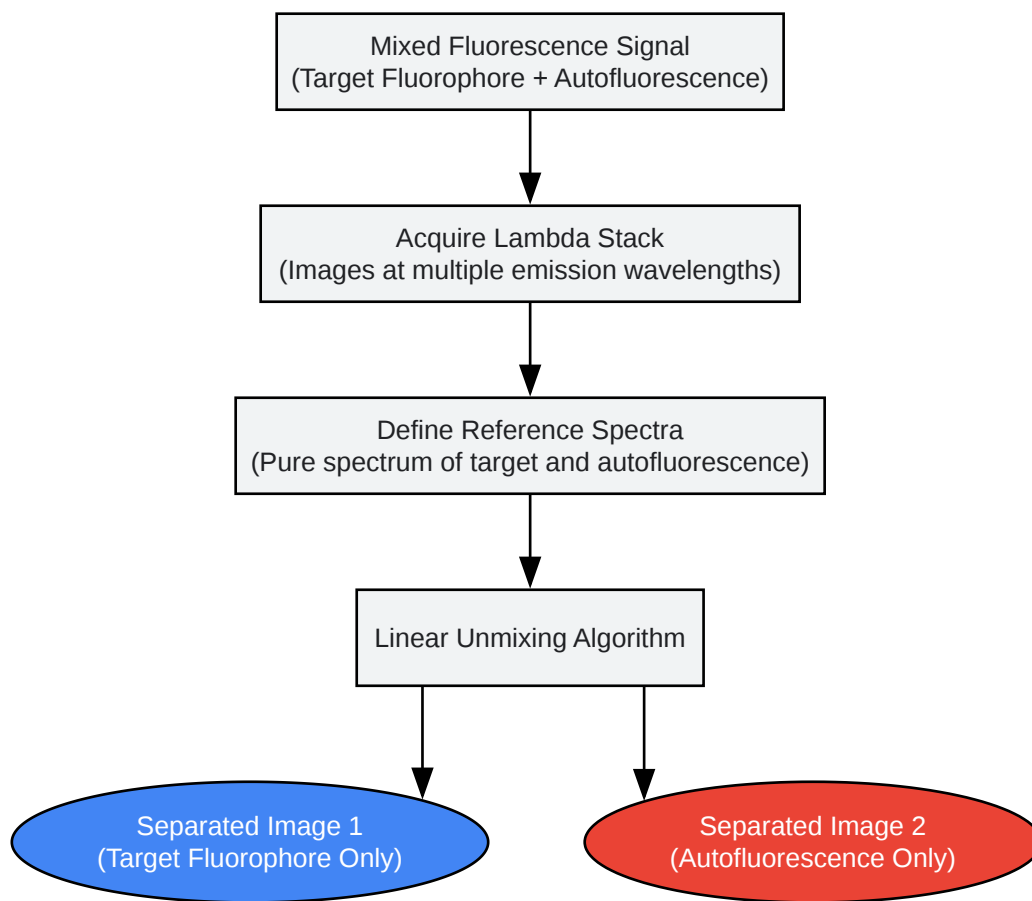 Mixed Fluorescence Signal
(Target Fluorophore + Autofluorescence)
Acquire Lambda Stack
(Images at multiple emission wavelengths)
Define Reference Spectra
(Pure spectrum of target and autofluorescence)
Linear Unmixing Algorithm
Separated Image 1
(Target Fluorophore Only)
Separated Image 2
(Autofluorescence Only)